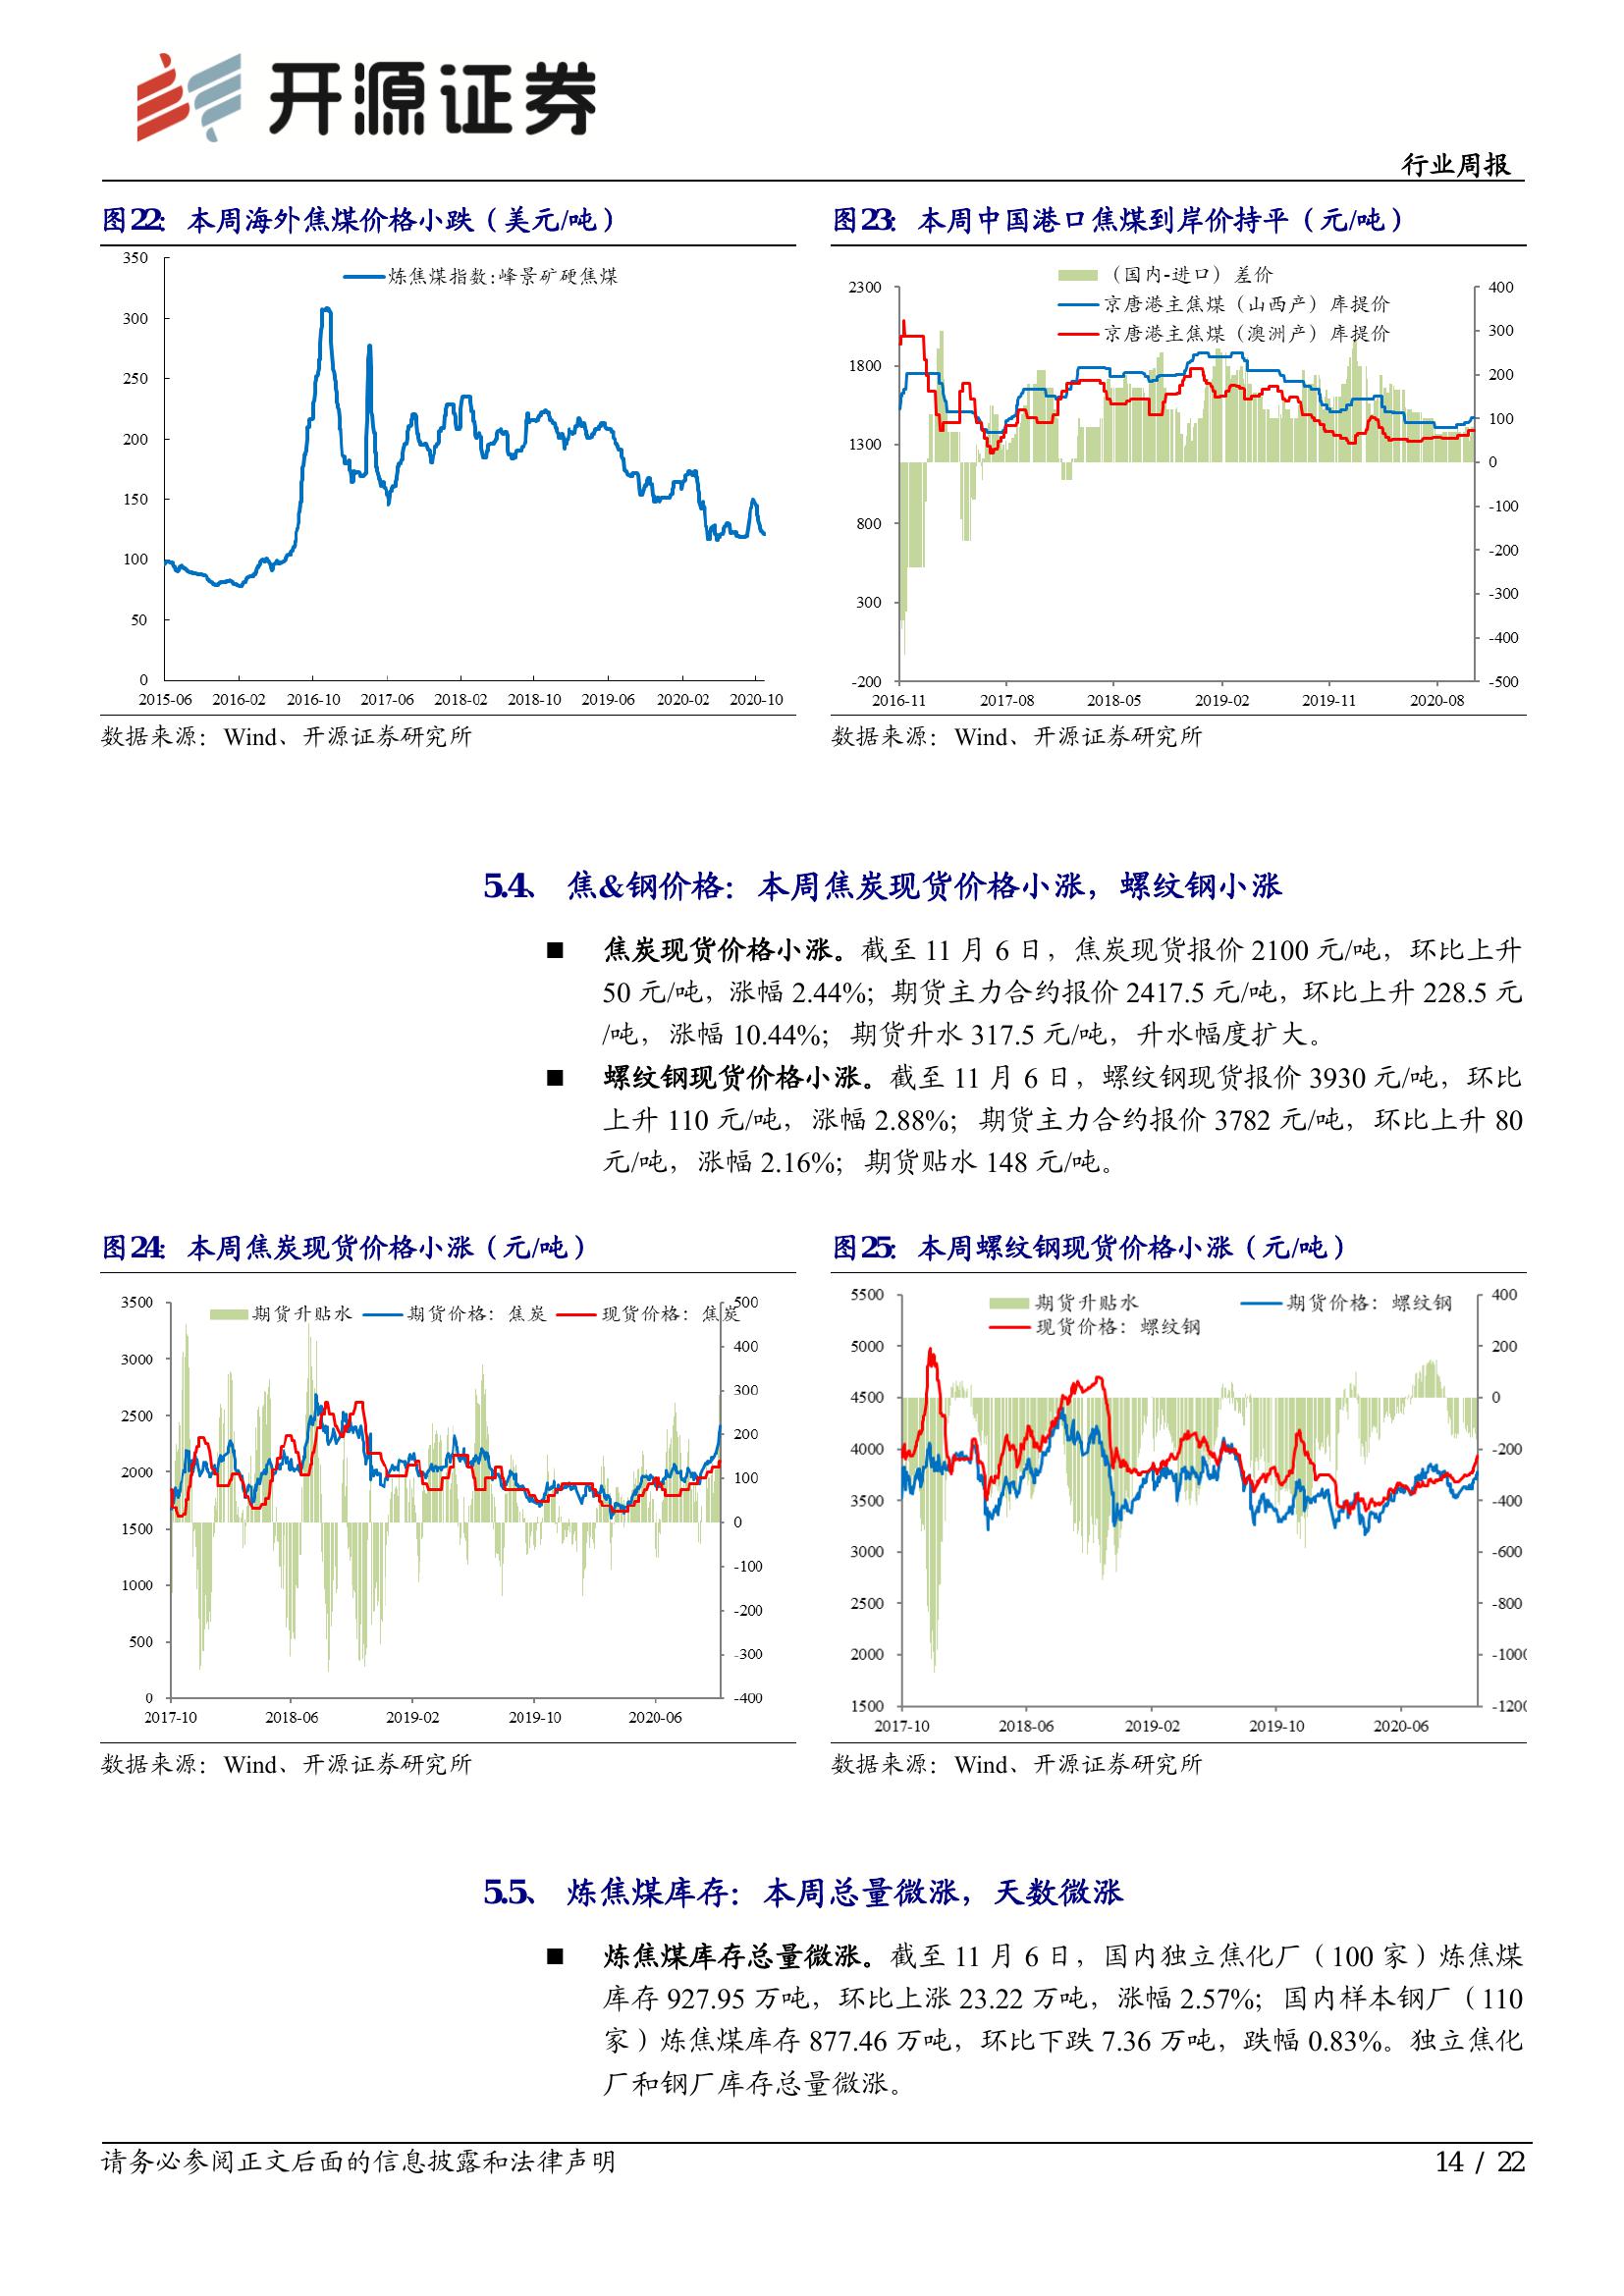 开源证券
行业周报
图22： 本周海外焦煤价格小跌（美元/吨）
炼焦煤指数:峰景矿硬焦煤
350
300
250
200
150
100
50
0
2015-06 2016-02 2016-10 2017-06 2018-02 2018-10 2019-06 2020-02 2020-10
数据来源：Wind、开源证券研究所
图23： 本周中国港口焦煤到岸价持平（元/吨）
（国内-进口）差价
京唐港主焦煤（山西产）库提价
京唐港主焦煤（澳洲产）库提价
2300
1800
1300
800
300
-200
400
300
200
100
0
-100
-200
-300
-400
-500
2016-11 2017-08 2018-05 2019-02 2019-11 2020-08
数据来源：Wind、开源证券研究所
5.4、 焦&钢价格：本周焦炭现货价格小涨，螺纹钢小涨
■ 焦炭现货价格小涨。截至 11 月 6 日，焦炭现货报价 2100 元/吨，环比上升
50 元/吨，涨幅 2.44%；期货主力合约报价 2417.5 元/吨，环比上升 228.5 元
/吨，涨幅 10.44%；期货升水 317.5 元/吨，升水幅度扩大。
■ 螺纹钢现货价格小涨。截至 11 月 6 日，螺纹钢现货报价 3930 元/吨，环比
上升 110 元/吨，涨幅 2.88%；期货主力合约报价 3782 元/吨，环比上升 80
元/吨，涨幅 2.16%；期货贴水 148 元/吨。
图24： 本周焦炭现货价格小涨（元/吨）
期货升贴水 期货价格：焦炭 现货价格：焦炭
3500
3000
2500
2000
1500
1000
500
0
500
400
300
200
100
0
-100
-200
-300
-400
2017-10 2018-06 2019-02 2019-10 2020-06
数据来源：Wind、开源证券研究所
图25： 本周螺纹钢现货价格小涨（元/吨）
期货升贴水 期货价格：螺纹钢
现货价格：螺纹钢
5500
5000
4500
4000
3500
3000
2500
2000
1500
400
200
0
-200
-400
-600
-800
-1000
-1200
2017-10 2018-06 2019-02 2019-10 2020-06
数据来源：Wind、开源证券研究所
5.5、 炼焦煤库存：本周总量微涨，天数微涨
■ 炼焦煤库存总量微涨。截至 11 月 6 日，国内独立焦化厂（100 家）炼焦煤
库存 927.95 万吨，环比上涨 23.22 万吨，涨幅 2.57%；国内样本钢厂（110
家）炼焦煤库存 877.46 万吨，环比下跌 7.36 万吨，跌幅 0.83%。独立焦化
厂和钢厂库存总量微涨。
请务必参阅正文后面的信息披露和法律声明
14 / 22